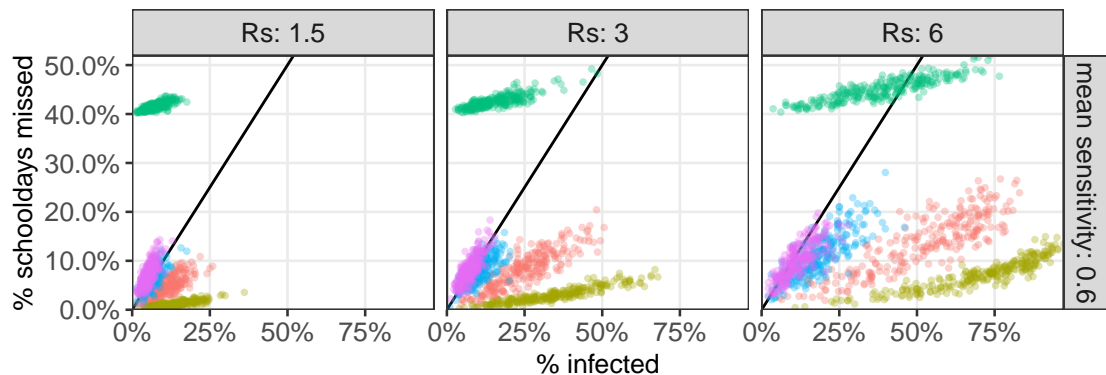 Rs: 1.5
Rs: 3
Rs: 6
% schooldays missed
50.0%
40.0%
30.0%
20.0%
10.0%
0.0%
mean sensitivity: 0.6
0% 25% 50% 75% 0% 25% 50% 75% 0% 25% 50% 75%
% infected